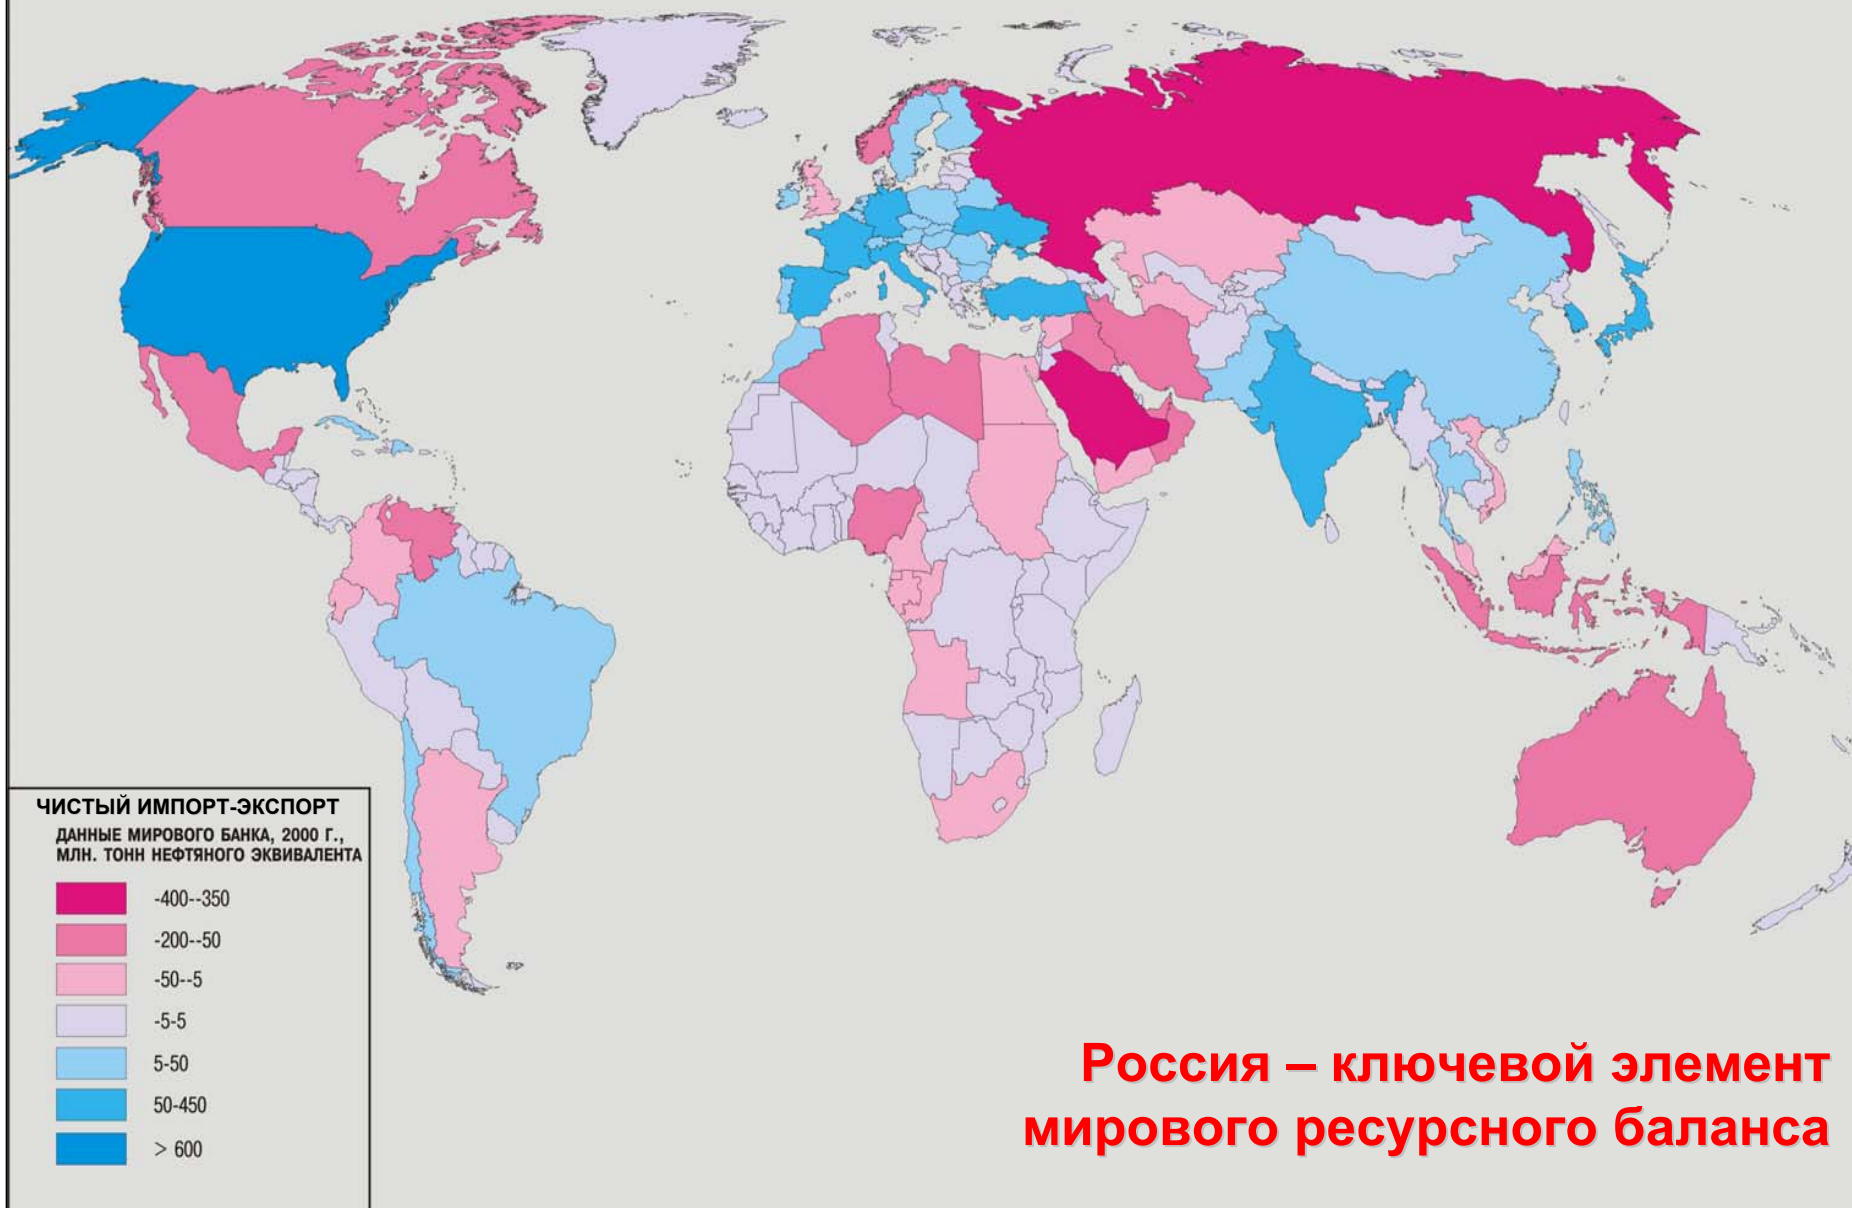 ЧИСТЫЙ ИМПОРТ-ЭКСПОРТ
ДАННЫЕ МИРОВОГО БАНКА, 2000 Г.,
МЛН. ТОНН НЕФТЯНОГО ЭКВИВАЛЕНТА
-400--350
-200--50
-50--5
-5-5
5-50
50-450
> 600
Россия – ключевой элемент
мирового ресурсного баланса